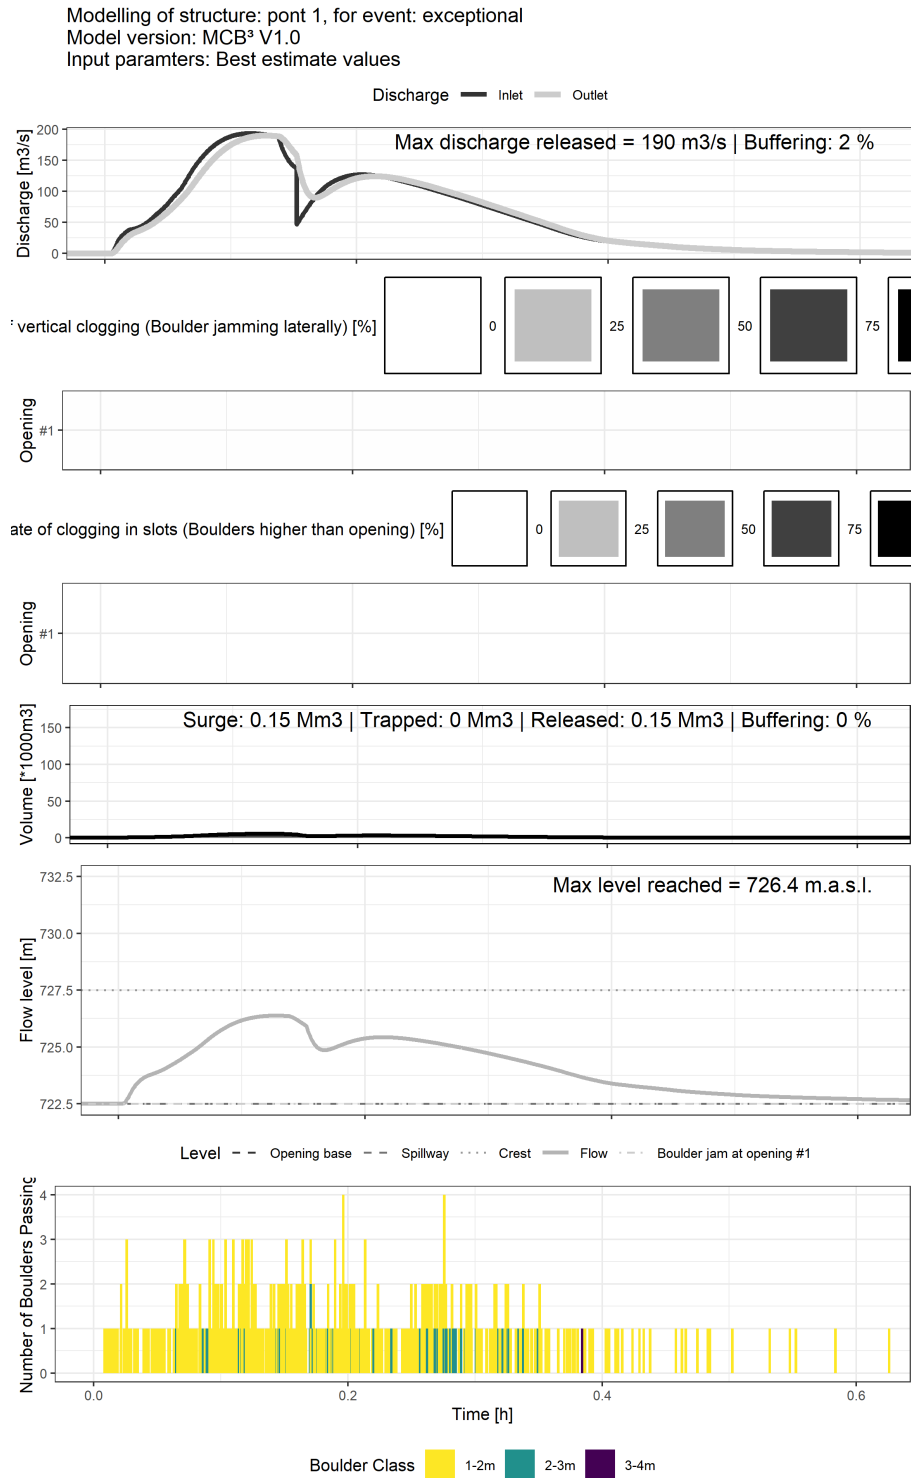 Modelling of structure: pont 1, for event: exceptional
Model version: MCB³ V1.0
Input paramters: Best estimate values
Discharge Inlet Outlet
Discharge [m3/s]
200
150
100
50
0
Max discharge released = 190 m3/s | Buffering: 2 %
vertical clogging (Boulder jamming laterally) [%] 0 25 50 75
Opening
#1
ate of clogging in slots (Boulders higher than opening) [%] 0 25 50 75
Opening
#1
Volume [*1000m3]
150
100
50
0
Surge: 0.15 Mm3 | Trapped: 0 Mm3 | Released: 0.15 Mm3 | Buffering: 0 %
Flow level [m]
732.5
730.0
727.5
725.0
722.5
Max level reached = 726.4 m.a.s.l.
Level Opening base Spillway Crest Flow Boulder jam at opening #1
Number of Boulders Passing
4
3
2
1
0
0.0 0.2 0.4 0.6
Time [h]
Boulder Class 1-2m 2-3m 3-4m